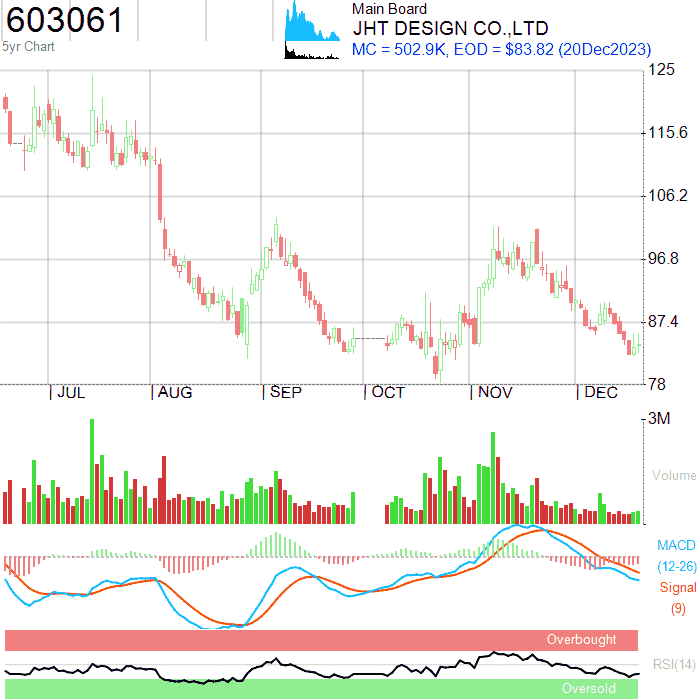 603061
5yr Chart
Main Board
JHT DESIGN CO.,LTD
MC = 502.9K, EOD = $83.82 (20Dec2023)
125
115.6
106.2
96.8
87.4
78
JUL AUG SEP OCT NOV DEC
3M
Volume
MACD
(12-26)
Signal
(9)
Overbought
RSI(14)
Oversold